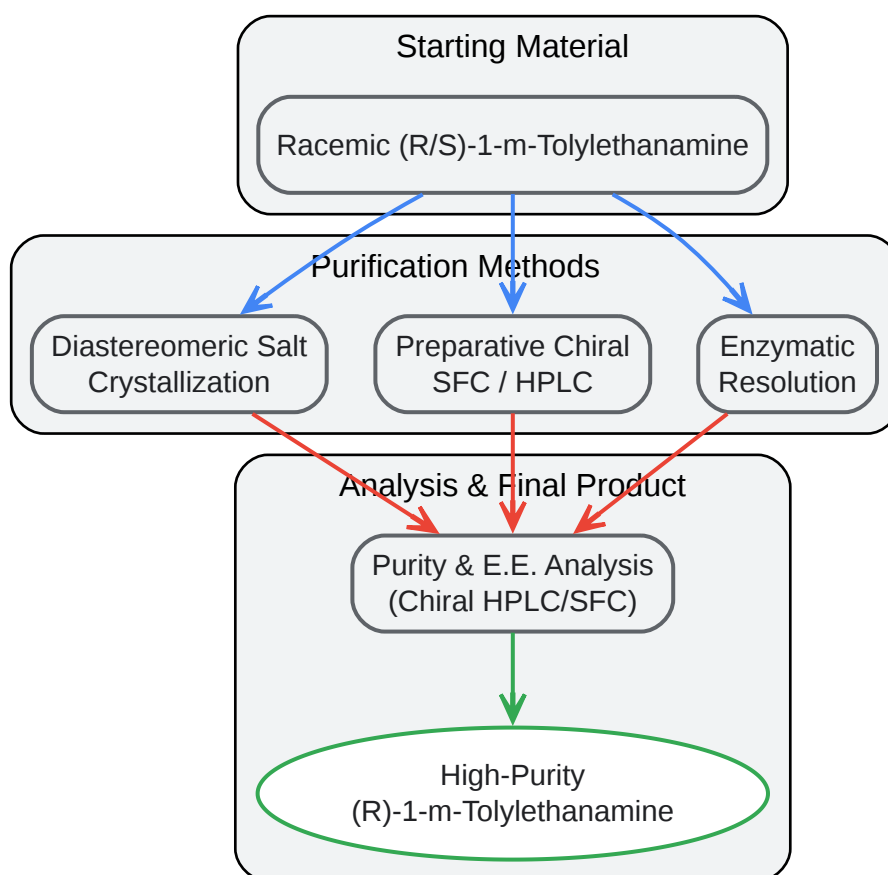 Starting Material
Racemic (R/S)-1-m-Tolylethanamine
Purification Methods
Diastereomeric Salt
Crystallization
Preparative Chiral
SFC / HPLC
Enzymatic
Resolution
Analysis & Final Product
Purity & E.E. Analysis
(Chiral HPLC/SFC)
High-Purity
(R)-1-m-Tolylethanamine